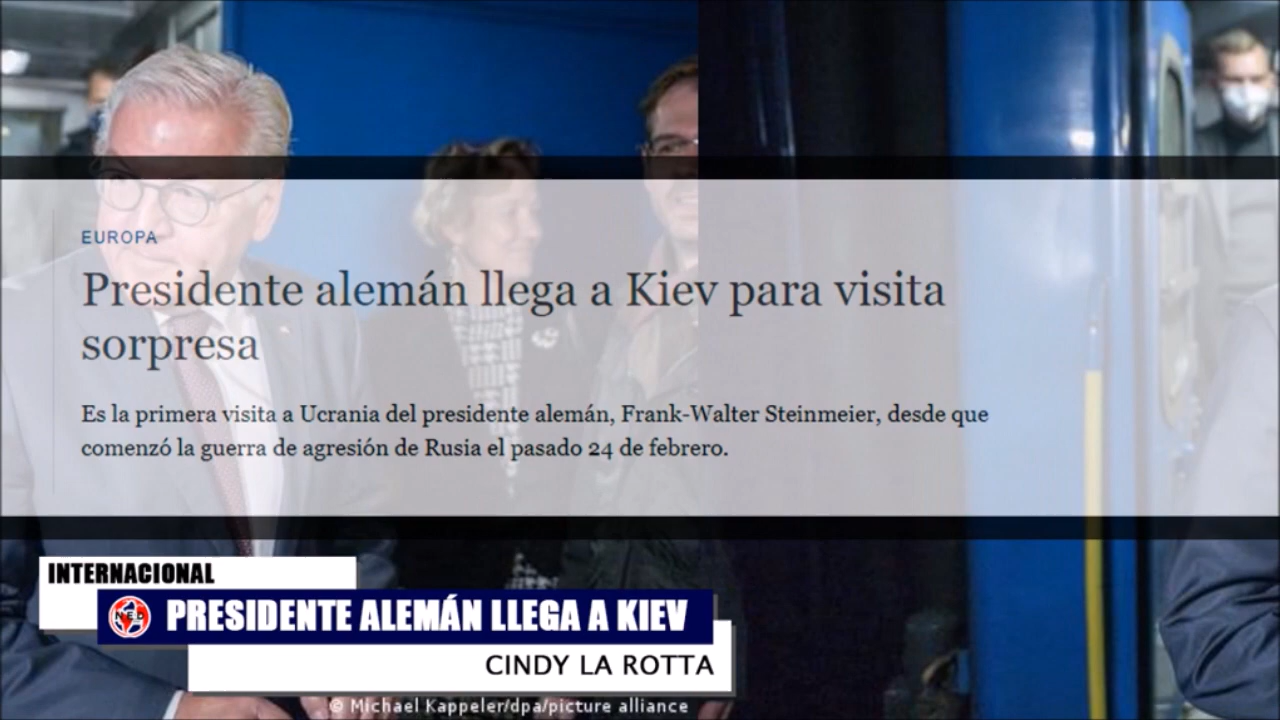 EUROPA
Presidente alemán llega a Kiev para visita
sorpresa
Es la primera visita a Ucrania del presidente alemán, Frank-Walter Steinmeier, desde que
comenzó la guerra de agresión de Rusia el pasado 24 de febrero.
INTERNACIONAL
PRESIDENTE ALEMÁN LLEGA A KIEV
CINDY LA ROTTA
© Michael Kappeler/dpa/picture alliance